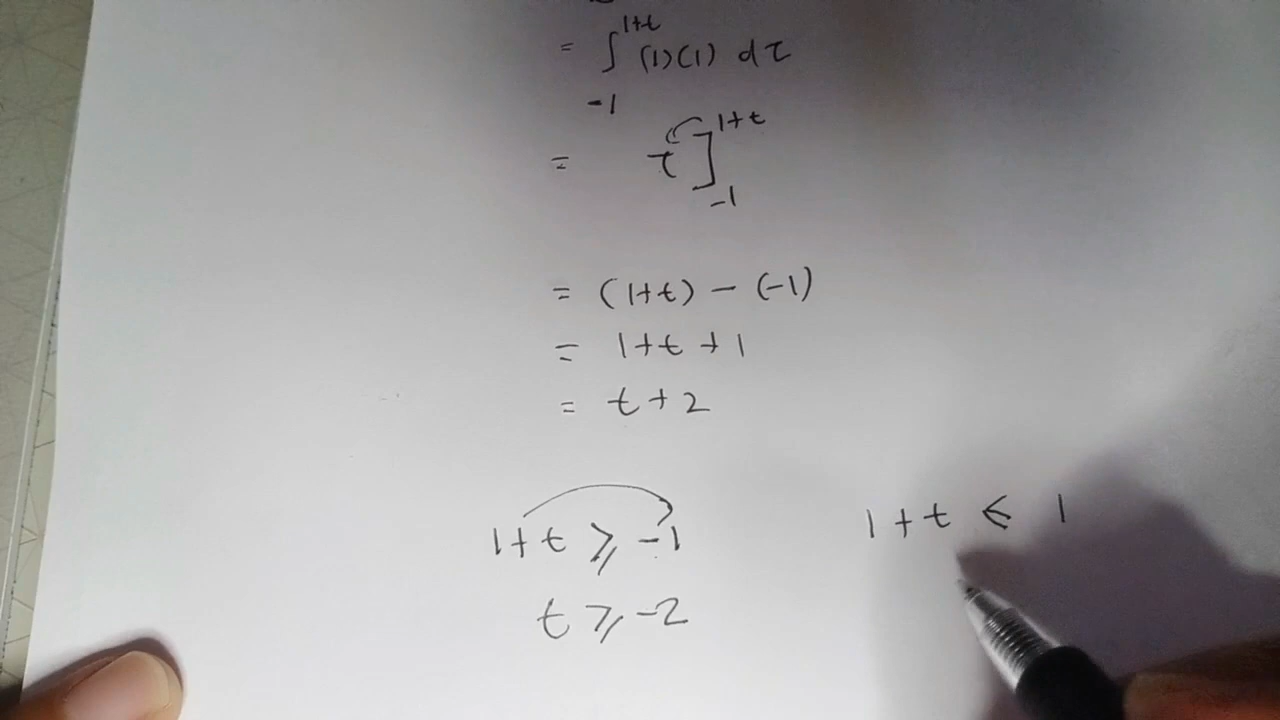 = ∫_{-1}^{1+t} (1)(1) dτ
= τ ]_{-1}^{1+t}
= (1+t) - (-1)
= 1+t+1
= t+2
1+t ⩾ -1
t ⩾ -2
1+t ⩽ 1